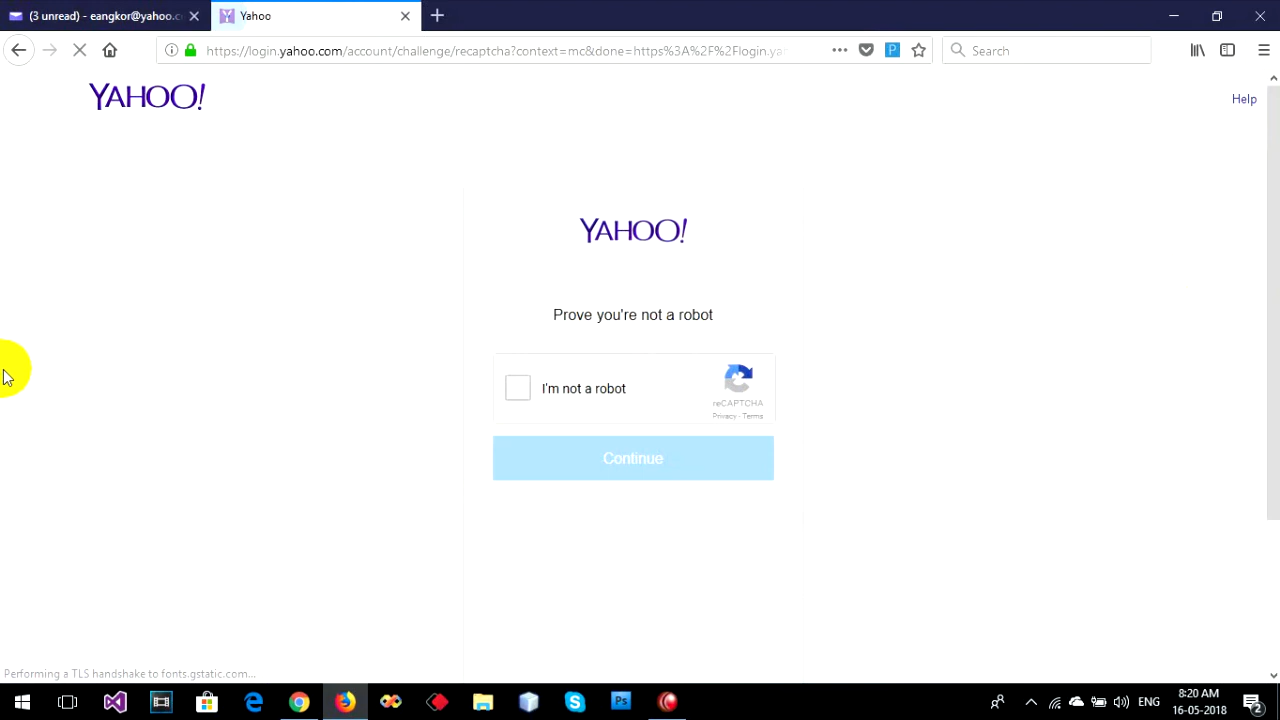 (3 unread) - eangkor@yahoo.c
Yahoo
https://login.yahoo.com/account/challenge/recaptcha?context=mc&done=https%3A%2F%2Flogin.ya
Search
YAHOO!
Help
YAHOO!
Prove you're not a robot
I'm not a robot
reCAPTCHA
Privacy - Terms
Continue
Performing a TLS handshake to fonts.gstatic.com...
Ps
ENG
8:20 AM
16-05-2018
2